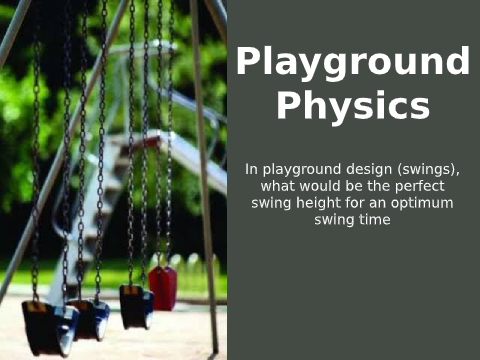 Playground
Physics
In playground design (swings),
what would be the perfect
swing height for an optimum
swing time